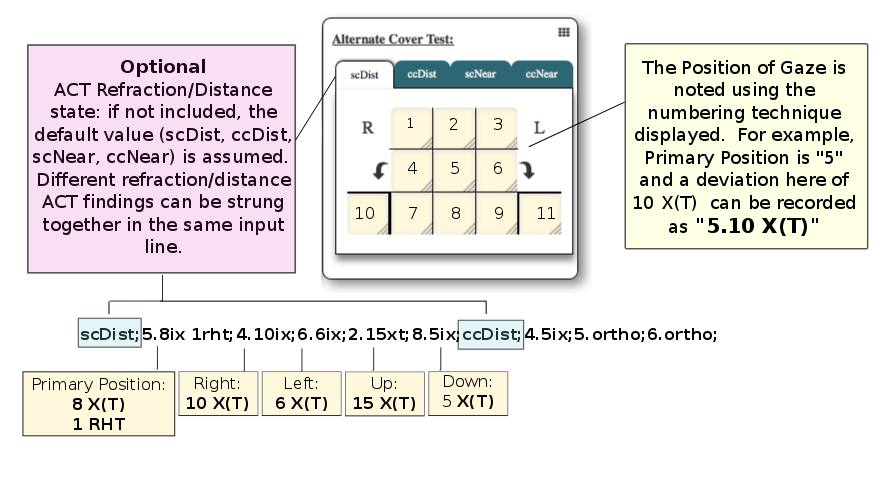 Optional
ACT Refraction/Distance
state: if not included, the
default value (scDist, ccDist,
scNear, ccNear) is assumed.
Different refraction/distance
ACT findings can be strung
together in the same input
line.
Alternate Cover Test:
scDist ccDist scNear ccNear
R 1 2 3 L
4 5 6
10 7 8 9 11
The Position of Gaze is
noted using the
numbering technique
displayed. For example,
Primary Position is "5"
and a deviation here of
10 X(T) can be recorded
as "5.10 X(T)"
scDist;5.8ix 1rht;4.10ix;6.6ix;2.15xt;8.5ix;ccDist;4.5ix;5.ortho;6.ortho;
Primary Position:
8 X(T)
1 RHT
Right:
10 X(T)
Left:
6 X(T)
Up:
15 X(T)
Down:
5 X(T)